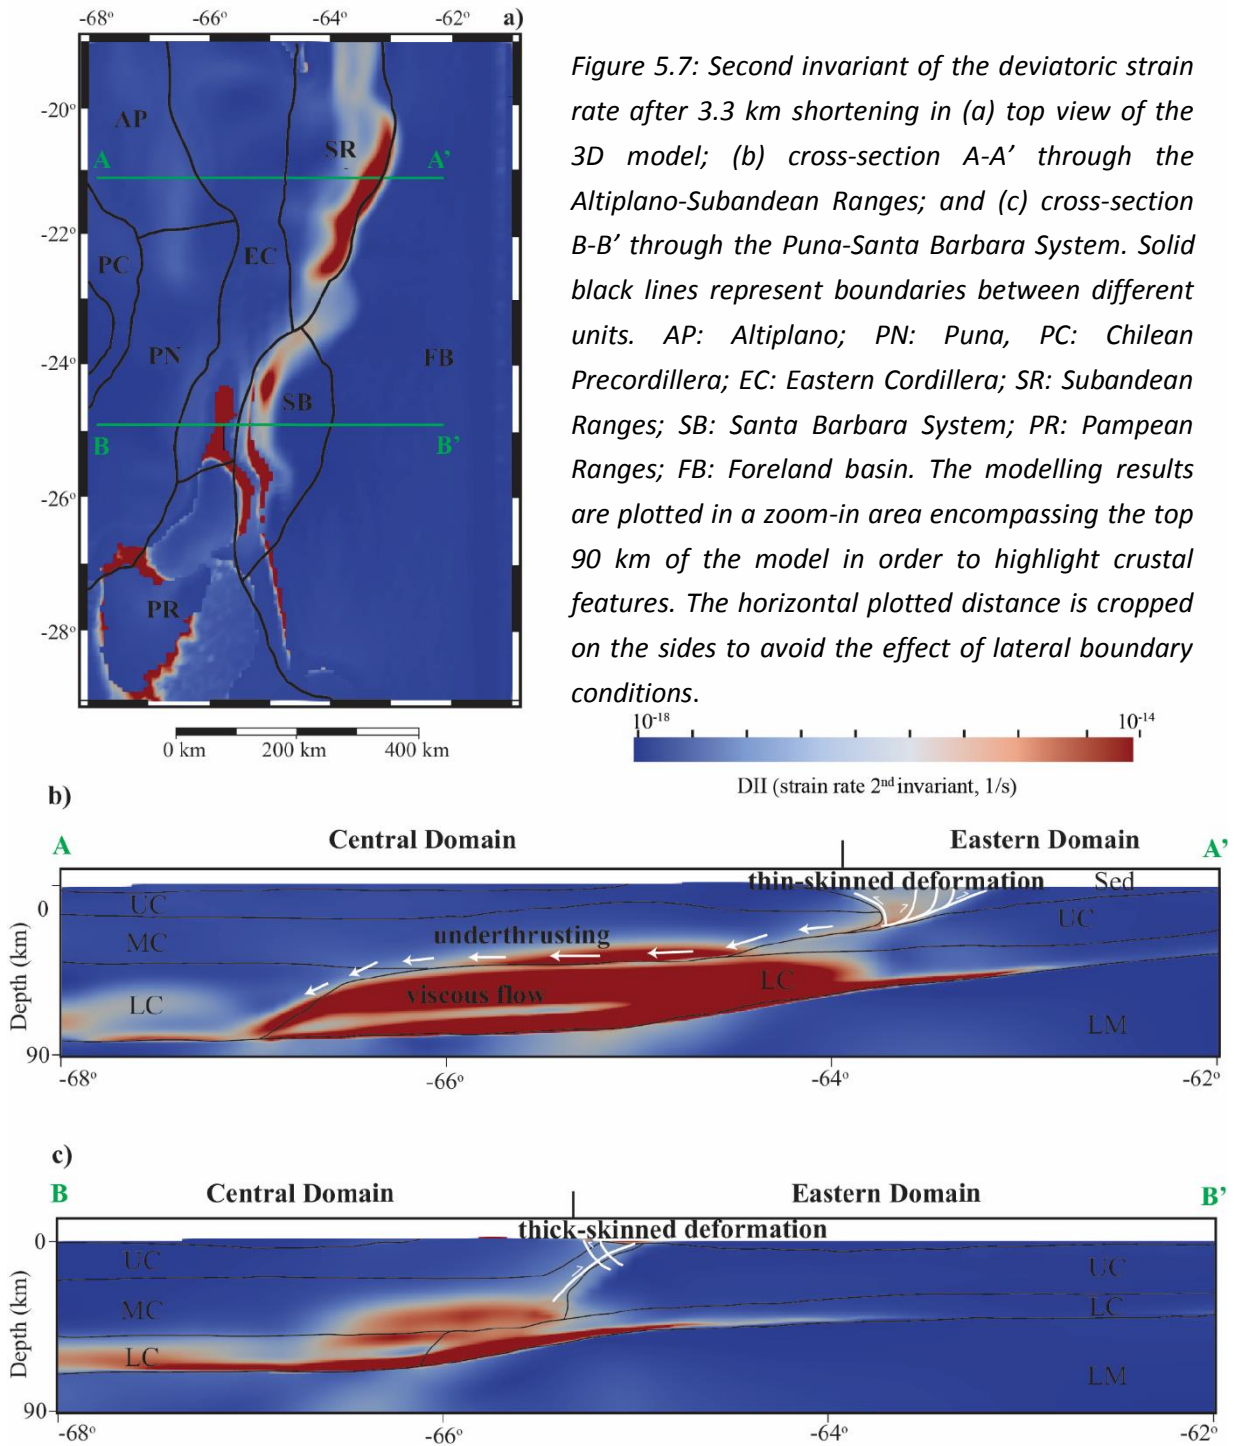 -68° -66° -64° -62° a)
-20°
-22°
-24°
-26°
-28°
AP
SR
A A'
PC
EC
PN
FB
SB
B B'
PR
0 km 200 km 400 km
Figure 5.7: Second invariant of the deviatoric strain
rate after 3.3 km shortening in (a) top view of the
3D model; (b) cross-section A-A’ through the
Altiplano-Subandean Ranges; and (c) cross-section
B-B’ through the Puna-Santa Barbara System. Solid
black lines represent boundaries between different
units. AP: Altiplano; PN: Puna, PC: Chilean
Precordillera; EC: Eastern Cordillera; SR: Subandean
Ranges; SB: Santa Barbara System; PR: Pampean
Ranges; FB: Foreland basin. The modelling results
are plotted in a zoom-in area encompassing the top
90 km of the model in order to highlight crustal
features. The horizontal plotted distance is cropped
on the sides to avoid the effect of lateral boundary
conditions.
10-18 10-14
DII (strain rate 2nd invariant, 1/s)
b)
A Central Domain Eastern Domain A'
thin-skinned deformation Sed
0 UC UC
MC underthrusting
LC viscous flow LC
LM
Depth (km)
90
-68° -66° -64° -62°
c)
B Central Domain Eastern Domain B'
thick-skinned deformation
0
UC UC
MC LC
LC
LM
Depth (km)
90
-68° -66° -64° -62°